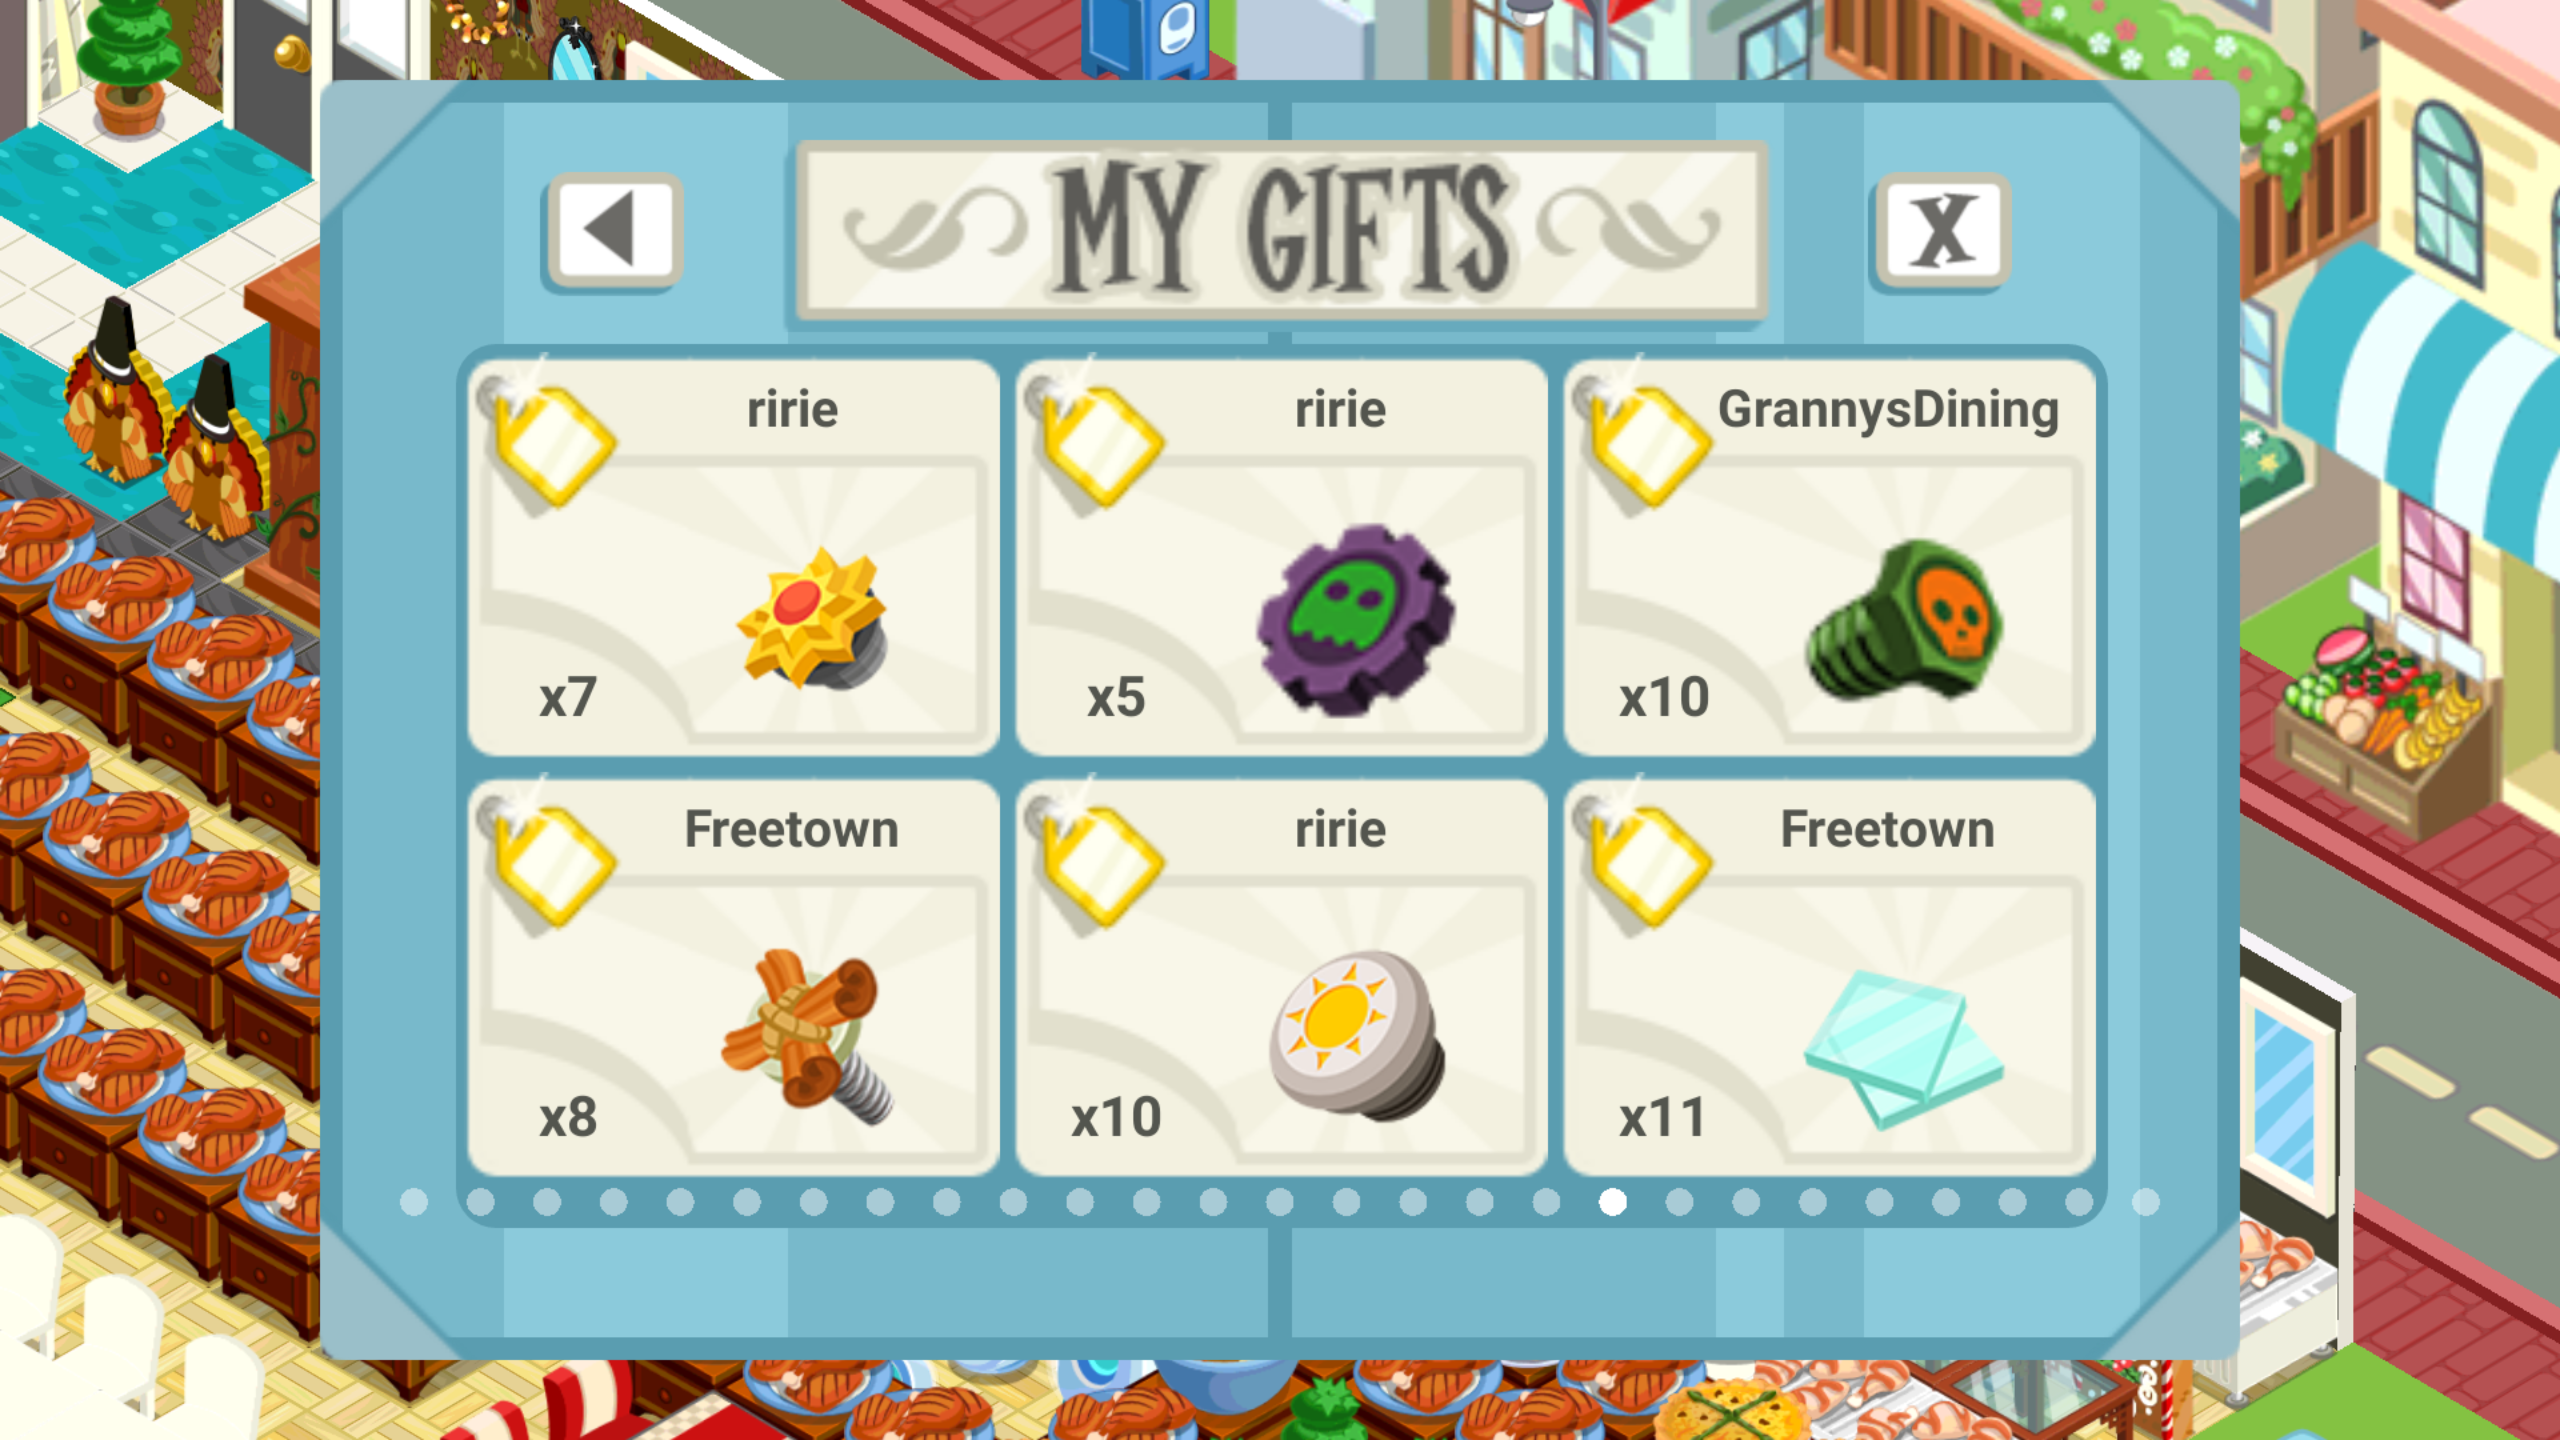 MY GIFTS
X
ririe
x7
ririe
x5
GrannysDining
x10
Freetown
x8
ririe
x10
Freetown
x11